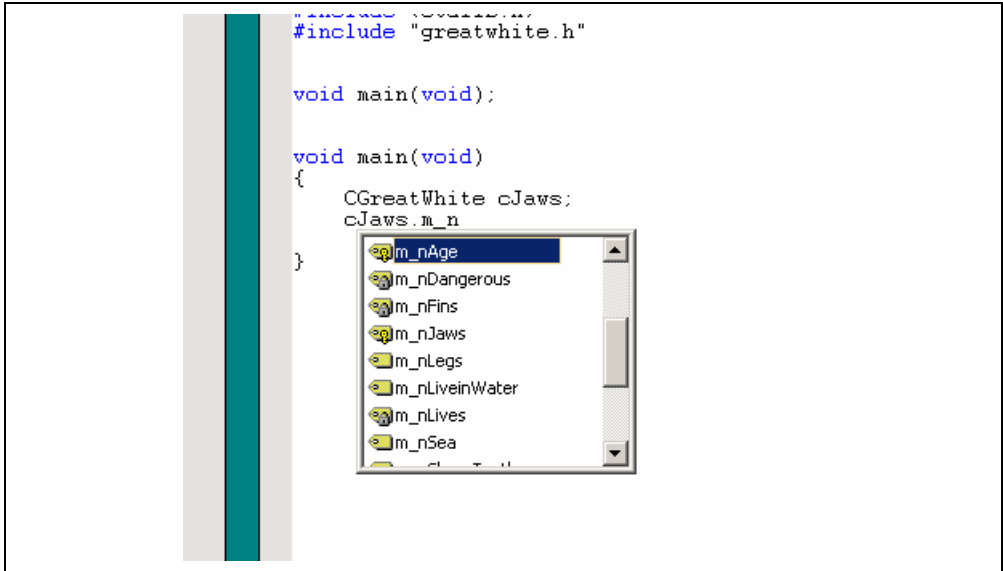 #include
#include "greatwhite.h"
void main(void);
void main(void)
{
CGreatWhite cJaws;
cJaws.m_n
m_nAge
m_nDangerous
m_nFins
m_nJaws
m_nLegs
m_nLiveinWater
m_nLives
m_nSea
}